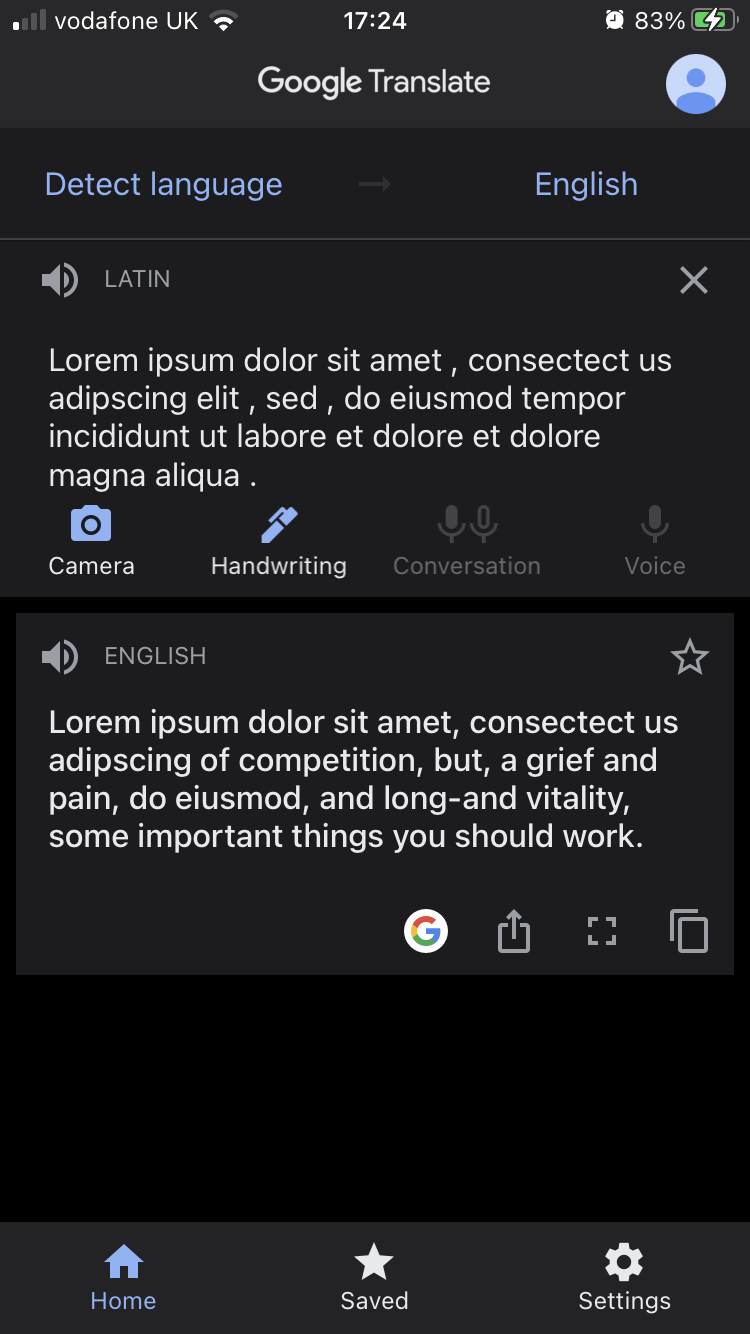 vodafone UK 17:24 83%
Google Translate
Detect language → English
LATIN
Lorem ipsum dolor sit amet , consectect us
adipscing elit , sed , do eiusmod tempor
incididunt ut labore et dolore et dolore
magna aliqua .
Camera Handwriting Conversation Voice
ENGLISH
Lorem ipsum dolor sit amet, consectect us
adipscing of competition, but, a grief and
pain, do eiusmod, and long-and vitality,
some important things you should work.
G
Home Saved Settings